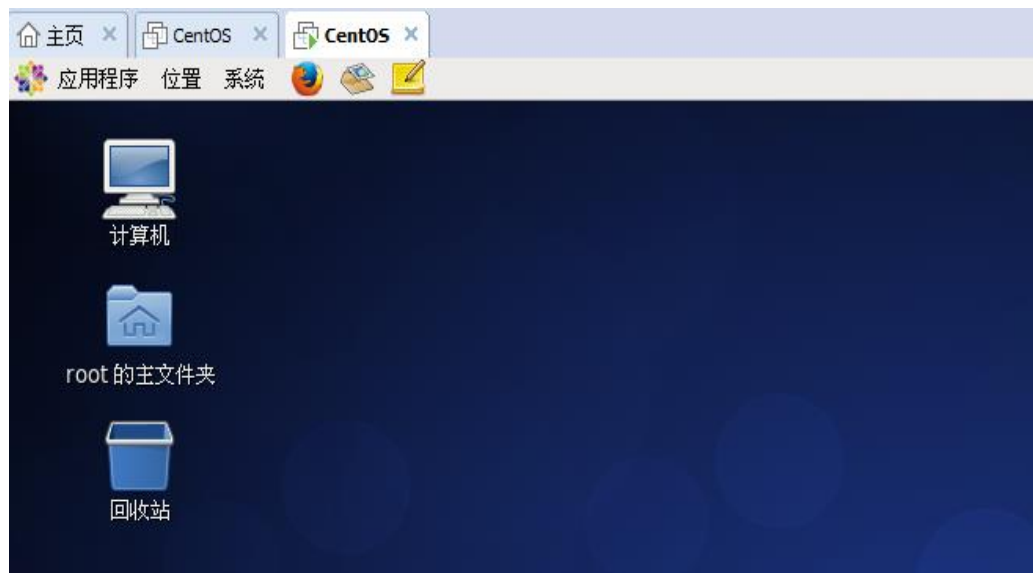 主页 CentOS CentOS
应用程序 位置 系统
计算机
root 的主文件夹
回收站